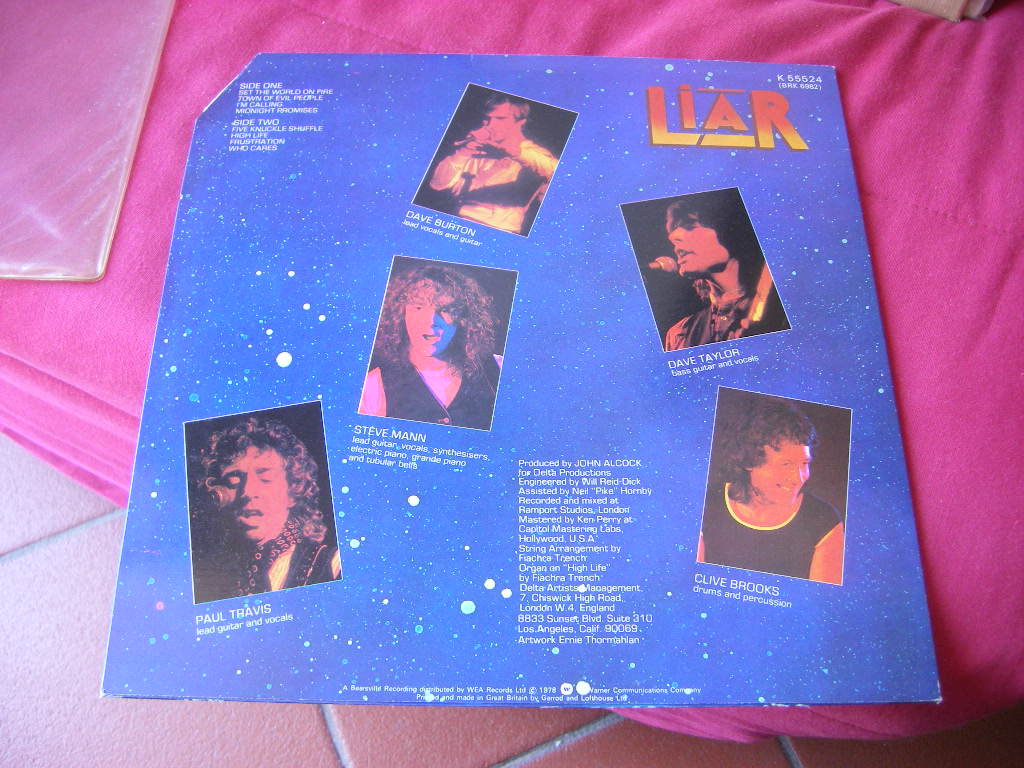 SIDE ONE
SET THE WORLD ON FIRE
TOWN OF EVIL PEOPLE
I'M CALLING
MIDNIGHT PROMISES
SIDE TWO
FIVE KNUCKLE SHUFFLE
HIGH LIFE
FRUSTRATION
WHO CARES
K 55524
(BRK 6982)
LIAR
DAVE BURTON
lead vocals and guitar
DAVE TAYLOR
bass guitar and vocals
STEVE MANN
lead guitar, vocals, synthesisers,
electric piano, grande piano
and tubular bells
PAUL TRAVIS
lead guitar and vocals
CLIVE BROOKS
drums and percussion
Produced by JOHN ALCOCK
for Delta Productions
Engineered by Will Reid-Dick
Assisted by Neil "Pike" Hornby
Recorded and mixed at
Ramport Studios, London
Mastered by Ken Perry at
Capitol Mastering Labs,
Hollywood, U.S.A.
String Arrangement by
Fiachra Trench
Organ on "High Life"
by Fiachra Trench
Delta Artists Management
7, Chiswick High Road,
London W.4, England
8833 Sunset Blvd. Suite 310
Los Angeles, Calif. 90069.
Artwork Ernie Thormahlan
A Bearsville Recording distributed by WEA Records Ltd © 1978 Warner Communications Company
Printed and made in Great Britain by Garrod and Lofthouse Ltd